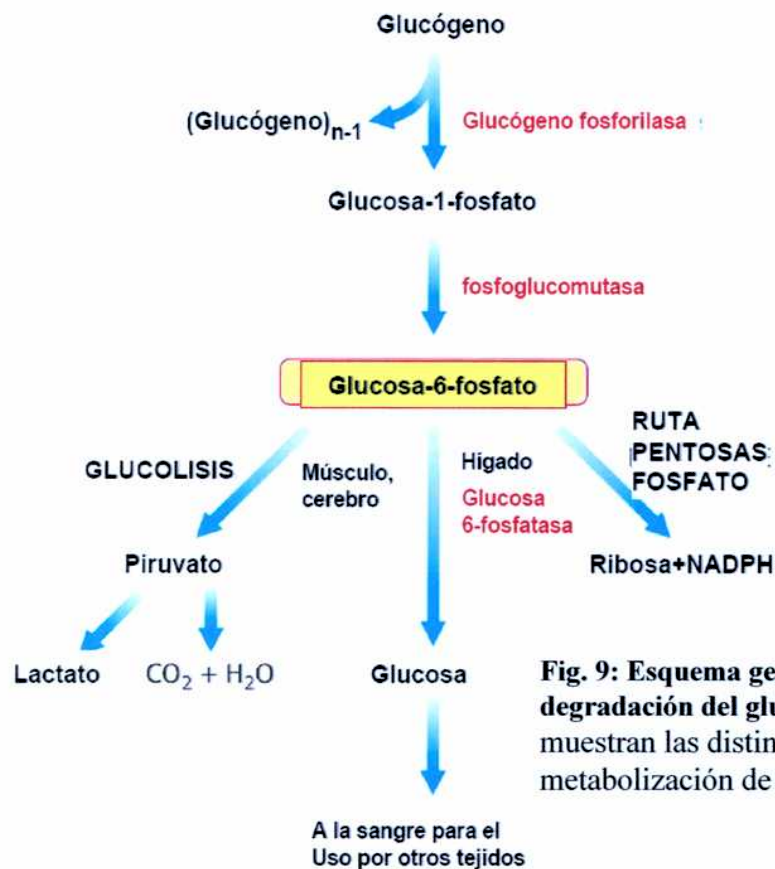 Glucógeno
(Glucógeno)n-1
Glucógeno fosforilasa
Glucosa-1-fosfato
fosfoglucomutasa
Glucosa-6-fosfato
GLUCOLISIS
Músculo,
cerebro
Hígado
Glucosa
6-fosfatasa
RUTA
PENTOSAS
FOSFATO
Piruvato
Ribosa+NADPH
Lactato
CO2 + H2O
Glucosa
Fig. 9: Esquema ge
degradación del glu
muestran las distin
metabolización de
A la sangre para el
Uso por otros tejidos